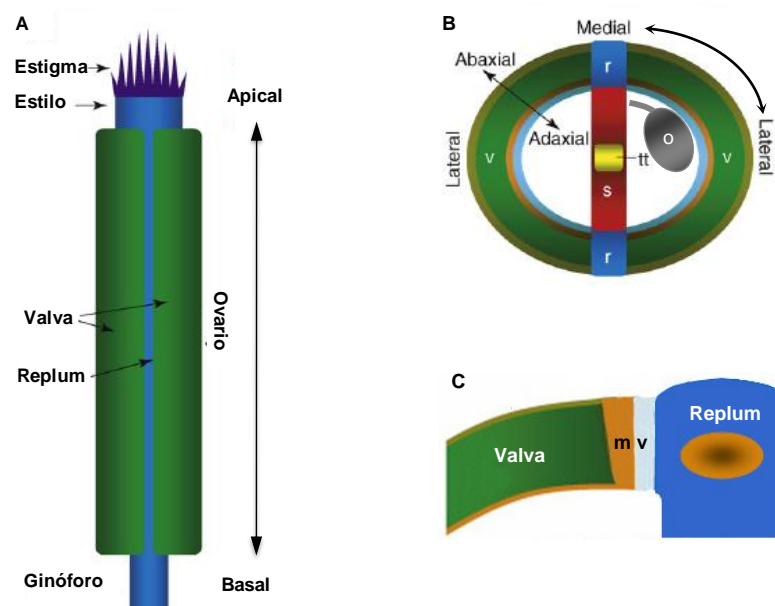 A
Estigma
Estilo
Apical
Valva
Ovario
Replum
Ginóforo
Basal
B
Medial
Abaxial
r
Adaxial
Lateral
v
o
v
Lateral
tt
s
r
C
Replum
m v
Valva